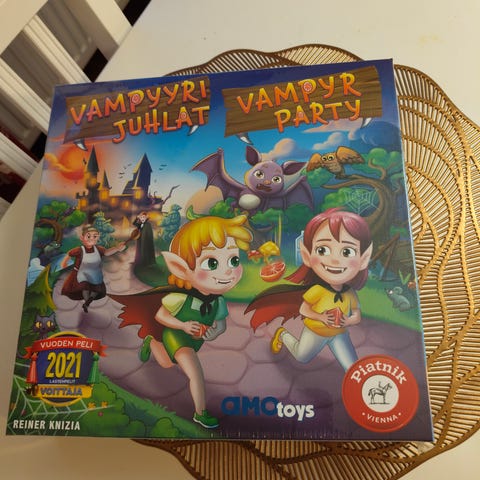 VAMPYYRI
JUHLAT
VAMPYR
PARTY
VUODEN PELI
2021
LASTENPELIT
VOITTAJA
REINER KNIZIA
AMOtoys
Piatnik
• VIENNA •